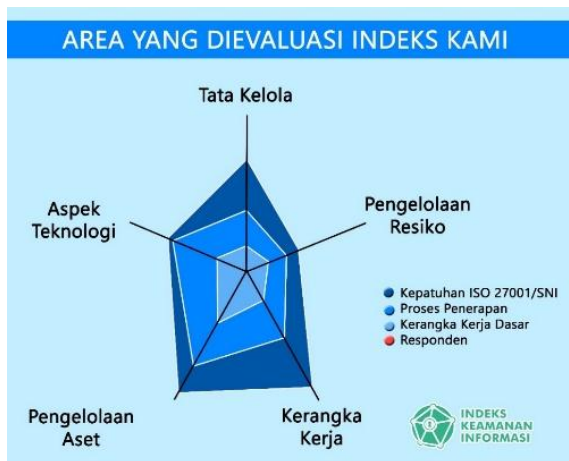 AREA YANG DIEVALUASI INDEKS KAMI
Tata Kelola
Aspek
Teknologi
Pengelolaan
Resiko
Kepatuhan ISO 27001/SNI
Proses Penerapan
Kerangka Kerja Dasar
Responden
Pengelolaan
Aset
Kerangka
Kerja
INDEKS
KEAMANAN
INFORMASI